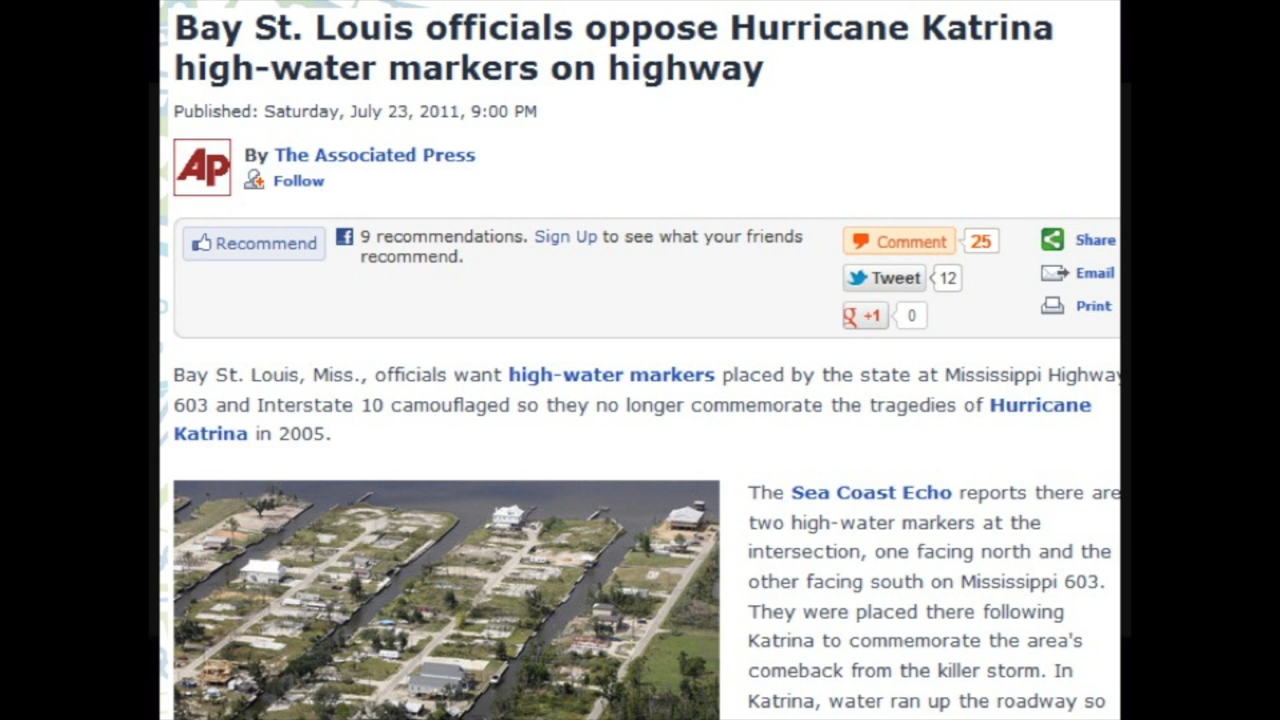 Bay St. Louis officials oppose Hurricane Katrina
high-water markers on highway
Published: Saturday, July 23, 2011, 9:00 PM
AP
By The Associated Press
Follow
Recommend
9 recommendations. Sign Up to see what your friends
recommend.
Comment 25
Tweet 12
g +1 0
Share
Email
Print
Bay St. Louis, Miss., officials want high-water markers placed by the state at Mississippi Highway
603 and Interstate 10 camouflaged so they no longer commemorate the tragedies of Hurricane
Katrina in 2005.
The Sea Coast Echo reports there are
two high-water markers at the
intersection, one facing north and the
other facing south on Mississippi 603.
They were placed there following
Katrina to commemorate the area's
comeback from the killer storm. In
Katrina, water ran up the roadway so